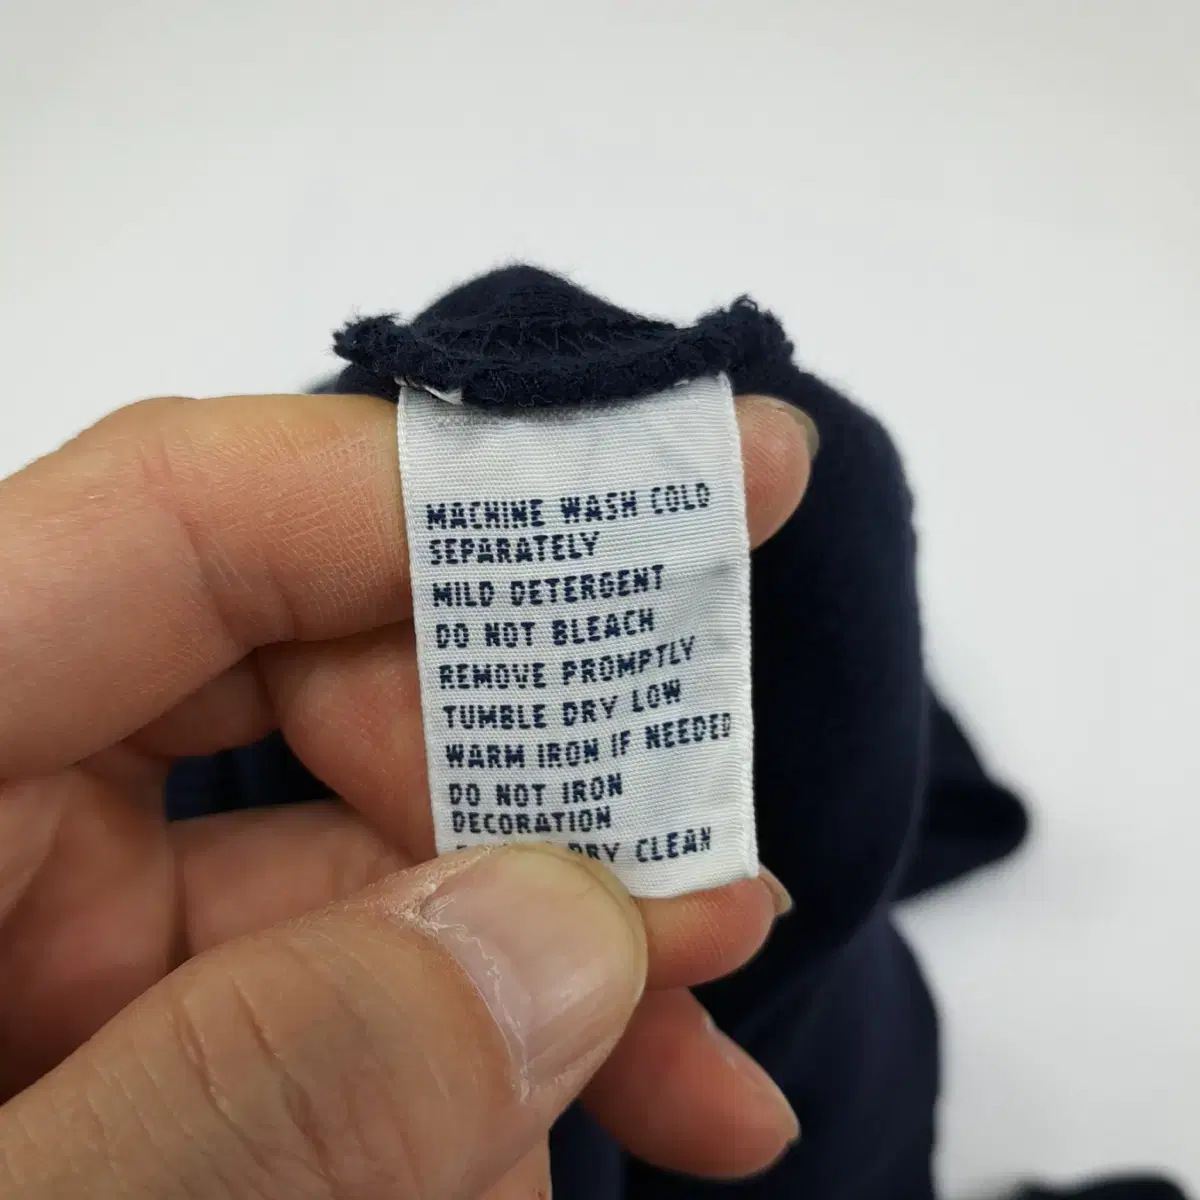 MACHINE WASH COLD
SEPARATELY
MILD DETERGENT
DO NOT BLEACH
REMOVE PROMPTLY
TUMBLE DRY LOW
WARM IRON IF NEEDED
DO NOT IRON
DECORATION
DRY CLEAN